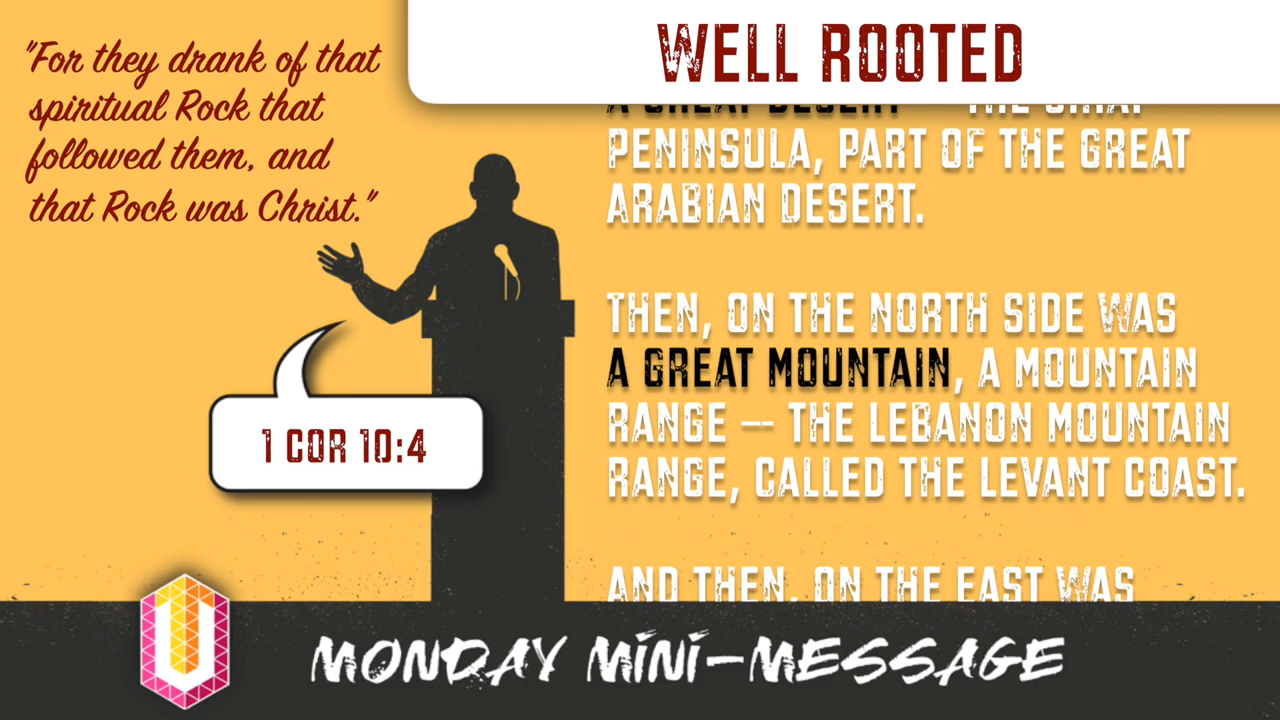 "For they drank of that
spiritual Rock that
followed them, and
that Rock was Christ."
1 COR 10:4
WELL ROOTED
A GREAT DESERT
PENINSULA, PART OF THE GREAT
ARABIAN DESERT.
THEN, ON THE NORTH SIDE WAS
A GREAT MOUNTAIN, A MOUNTAIN
RANGE –- THE LEBANON MOUNTAIN
RANGE, CALLED THE LEVANT COAST.
AND THEN, ON THE EAST WAS
U
MONDAY MINI-MESSAGE